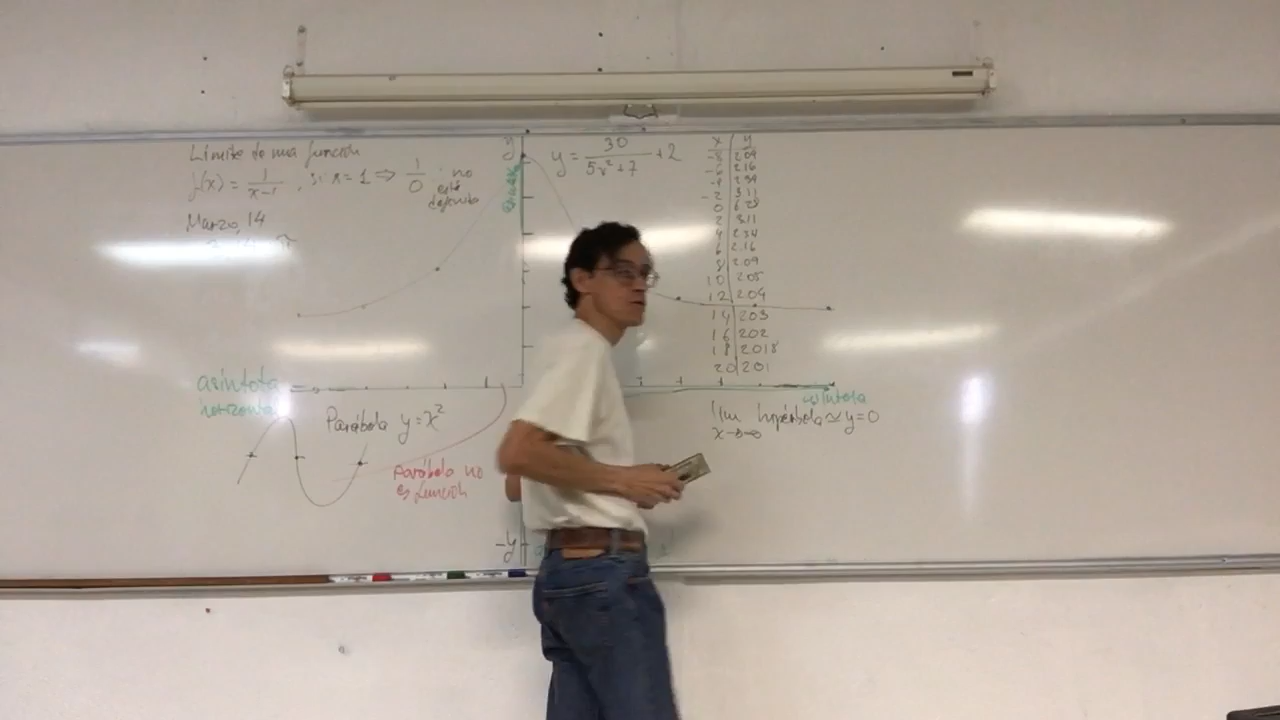 Límite de una función
f(x) = 1/(x-1), si x = 1 ⇒ 1/0 no
está
definida
Marzo, 14
y
y = 30/(5x²+7) + 2
x | y
-8 | 2.09
-6 | 2.16
-4 | 2.34
-2 | 3.11
0 | 6.28
2 | 3.11
4 | 2.34
6 | 2.16
8 | 2.09
10 | 2.05
12 | 2.04
14 | 2.03
16 | 2.02
18 | 2.018
20 | 2.01
asíntota
horizontal
asíntota
Parábola y = x²
lim hipérbola ≃ y = 0
x→∞
parábola no
es función
-y